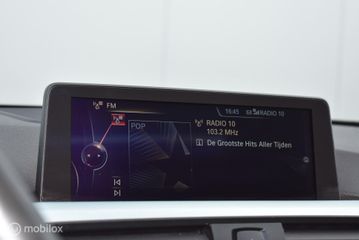 FM
16:45
RADIO 10
POP
RADIO 10
103.2 MHz
De Grootste Hits Aller Tijden
mobilox